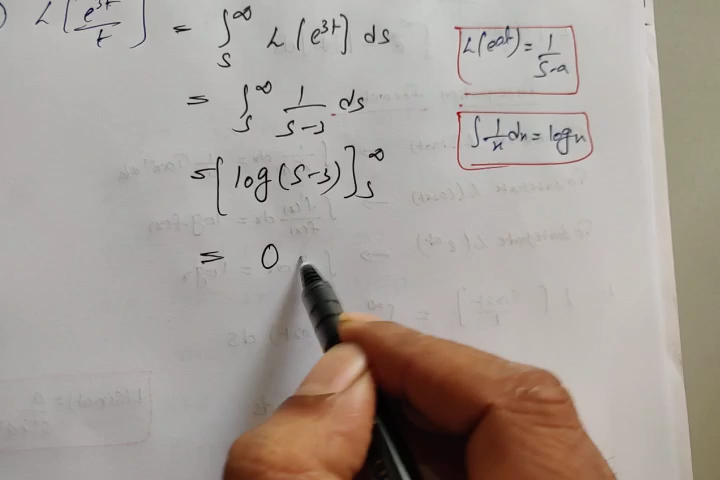 ) L[e^{3t}/t] = ∫_s^∞ L[e^{3t}] ds
L(e^{at}) = 1/(s-a)
= ∫_s^∞ 1/(s-3) ds
∫ 1/x dx = log x
= [log(s-3)]_s^∞
= 0